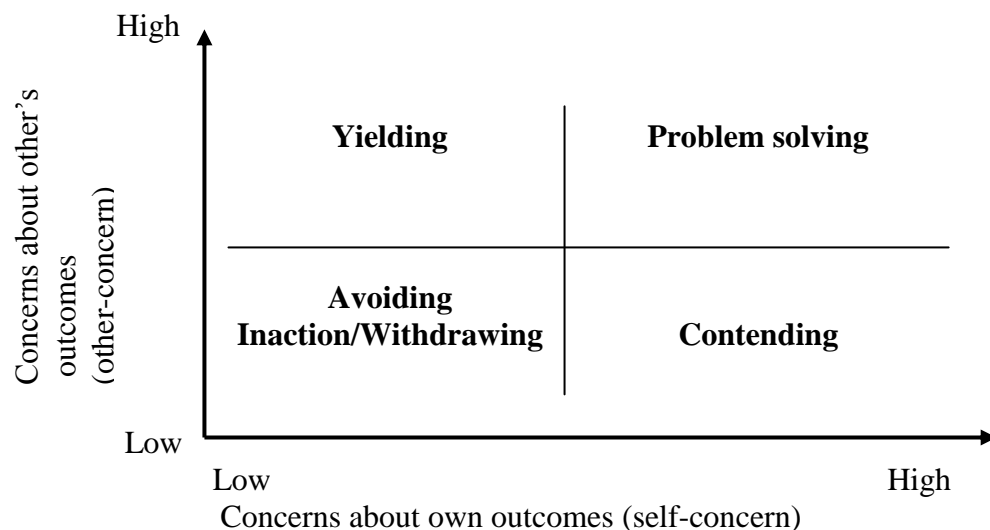 High
Concerns about other's
outcomes
(other-concern)
Yielding
Problem solving
Avoiding
Inaction/Withdrawing
Contending
Low
Low
High
Concerns about own outcomes (self-concern)